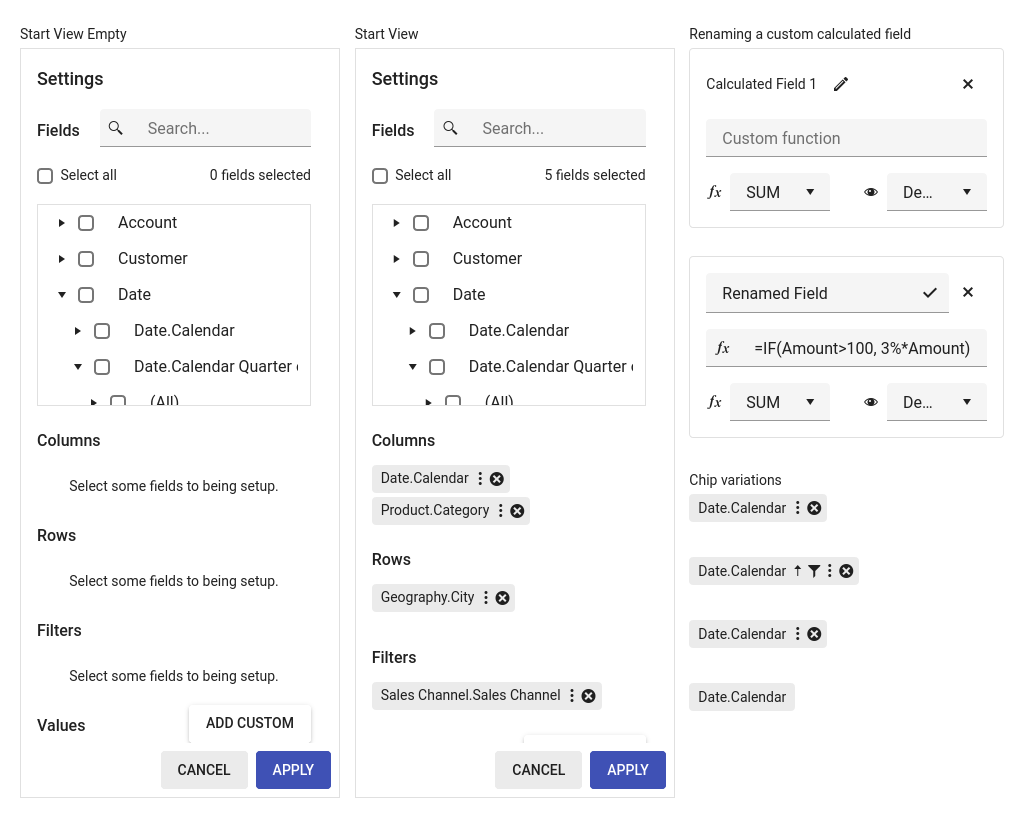 Start View Empty
Settings
Fields
Search...
Select all
0 fields selected
Account
Customer
Date
Date.Calendar
Date.Calendar Quarter
(All)
Columns
Select some fields to being setup.
Rows
Select some fields to being setup.
Filters
Select some fields to being setup.
Values
ADD CUSTOM
CANCEL
APPLY
Start View
Settings
Fields
Search...
Select all
5 fields selected
Account
Customer
Date
Date.Calendar
Date.Calendar Quarter
(All)
Columns
Date.Calendar
Product.Category
Rows
Geography.City
Filters
Sales Channel.Sales Channel
CANCEL
APPLY
Renaming a custom calculated field
Calculated Field 1
Custom function
fx SUM
De...
Renamed Field
fx =IF(Amount>100, 3%*Amount)
fx SUM
De...
Chip variations
Date.Calendar
Date.Calendar
Date.Calendar
Date.Calendar